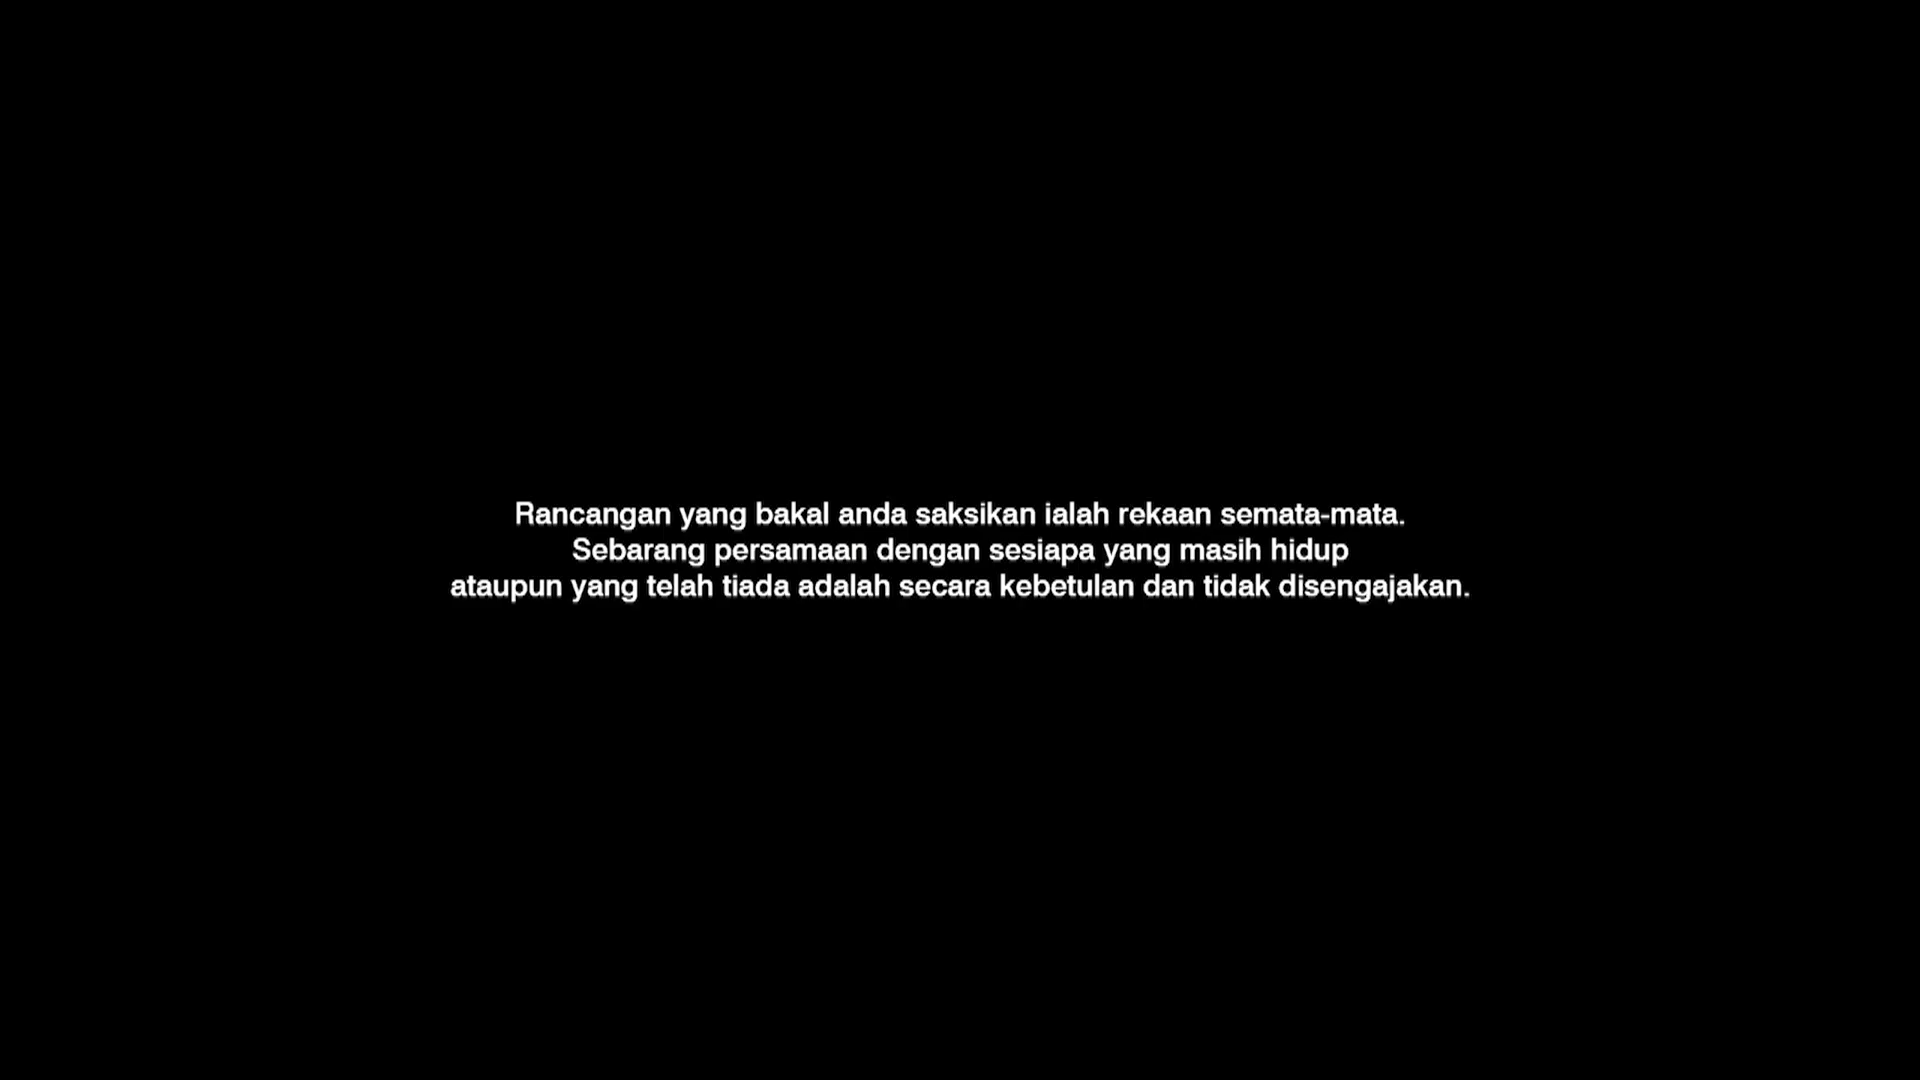 Rancangan yang bakal anda saksikan ialah rekaan semata-mata.
Sebarang persamaan dengan sesiapa yang masih hidup
ataupun yang telah tiada adalah secara kebetulan dan tidak disengajakan.